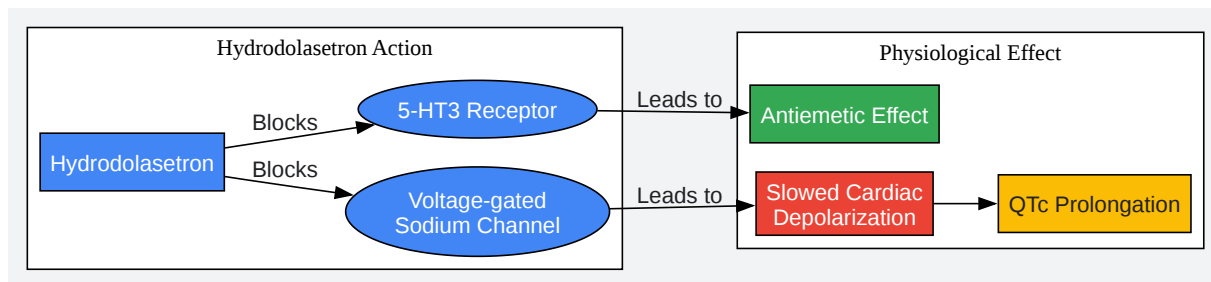 Hydrodolasetron Action
Hydrodolasetron
Blocks
Blocks
5-HT3 Receptor
Voltage-gated
Sodium Channel
Leads to
Leads to
Physiological Effect
Antiemetic Effect
Slowed Cardiac
Depolarization
QTc Prolongation